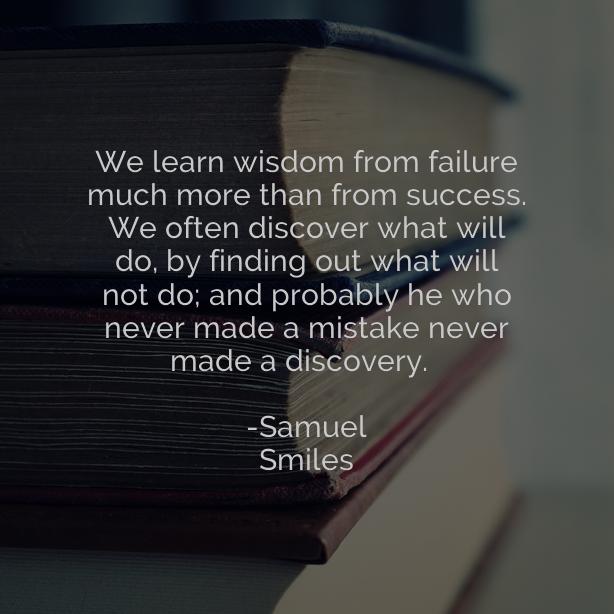 We learn wisdom from failure
much more than from success.
We often discover what will
do, by finding out what will
not do; and probably he who
never made a mistake never
made a discovery.
-Samuel
Smiles